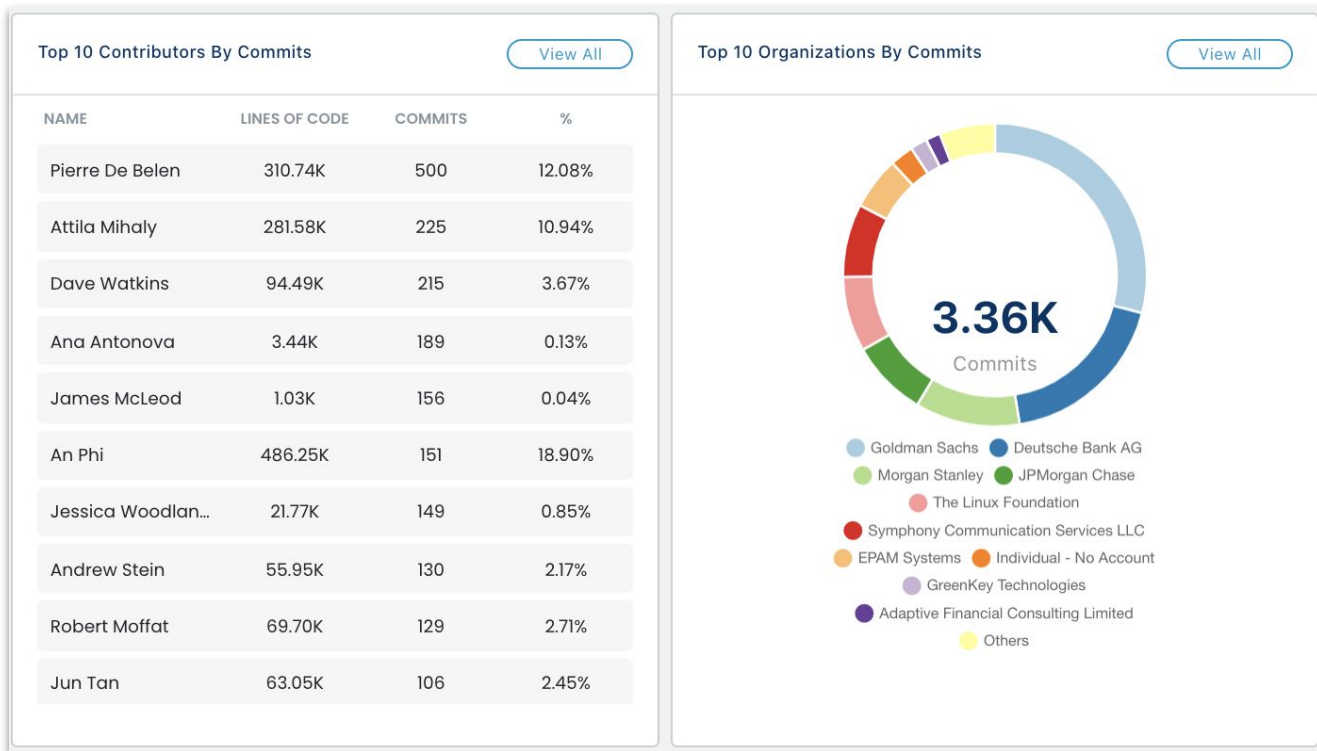 Top 10 Contributors By Commits
View All
NAME LINES OF CODE COMMITS %
Pierre De Belen 310.74K 500 12.08%
Attila Mihaly 281.58K 225 10.94%
Dave Watkins 94.49K 215 3.67%
Ana Antonova 3.44K 189 0.13%
James McLeod 1.03K 156 0.04%
An Phi 486.25K 151 18.90%
Jessica Woodlan... 21.77K 149 0.85%
Andrew Stein 55.95K 130 2.17%
Robert Moffat 69.70K 129 2.71%
Jun Tan 63.05K 106 2.45%
Top 10 Organizations By Commits
View All
3.36K
Commits
Goldman Sachs Deutsche Bank AG
Morgan Stanley JPMorgan Chase
The Linux Foundation
Symphony Communication Services LLC
EPAM Systems Individual - No Account
GreenKey Technologies
Adaptive Financial Consulting Limited
Others